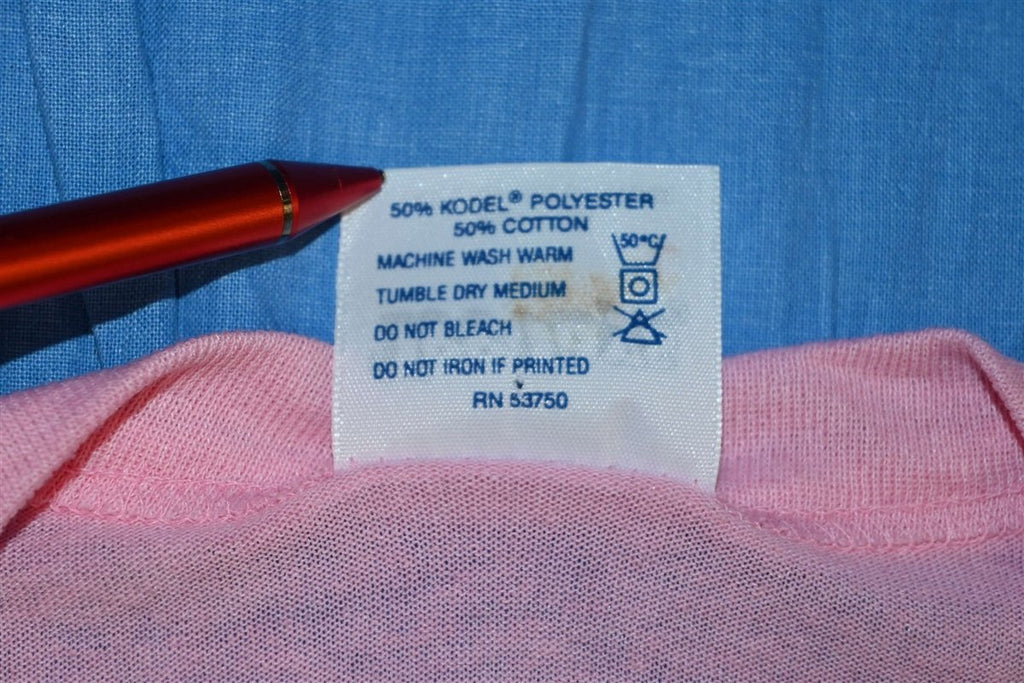 50% KODEL® POLYESTER
50% COTTON
MACHINE WASH WARM
50°C
TUMBLE DRY MEDIUM
DO NOT BLEACH
DO NOT IRON IF PRINTED
RN 53750